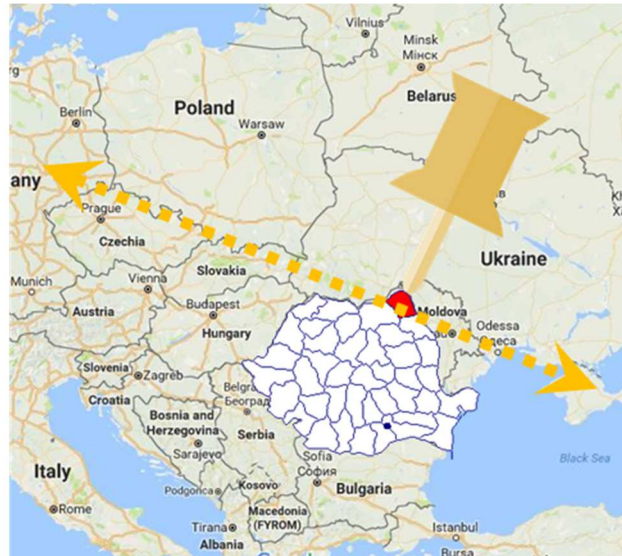 Vilnius
Minsk
Мінск
Berlin
Poland
Belarus
Warsaw
any
Prague
Czechia
Ukraine
Slovakia
Munich
Vienna
Austria
Budapest
Moldova
Hungary
Odessa
Slovenia
Zagreb
Croatia
Belgra
Београд
Bosnia and
Herzegovina
Sarajevo
Serbia
Italy
Sofia
София
Black Sea
Kosovo
Podgorica
Bulgaria
Rome
Macedonia
(FYROM)
Tirana
Albania
Istanbul
Bursa